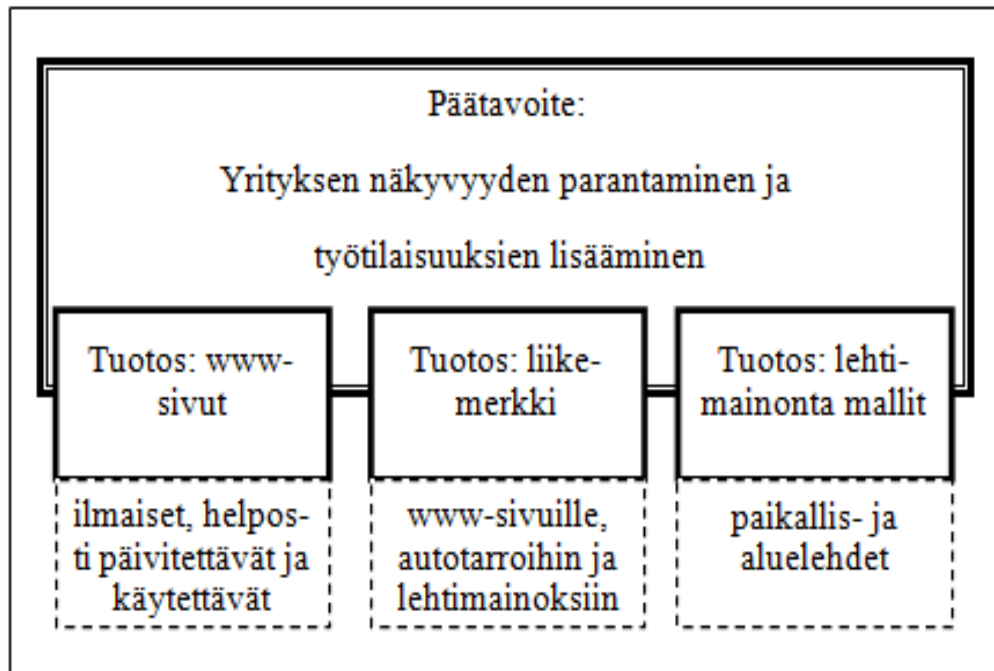 Päätavoite:
Yrityksen näkyvyyden parantaminen ja
työtilaisuuksien lisääminen
Tuotos: www-
sivut
Tuotos: liike-
merkki
Tuotos: lehti-
mainonta mallit
ilmaiset, helpos-
ti päivitettävät ja
käytettävät
www-sivuille,
autotarroihin ja
lehtimainoksiin
paikallis- ja
aluelehdet